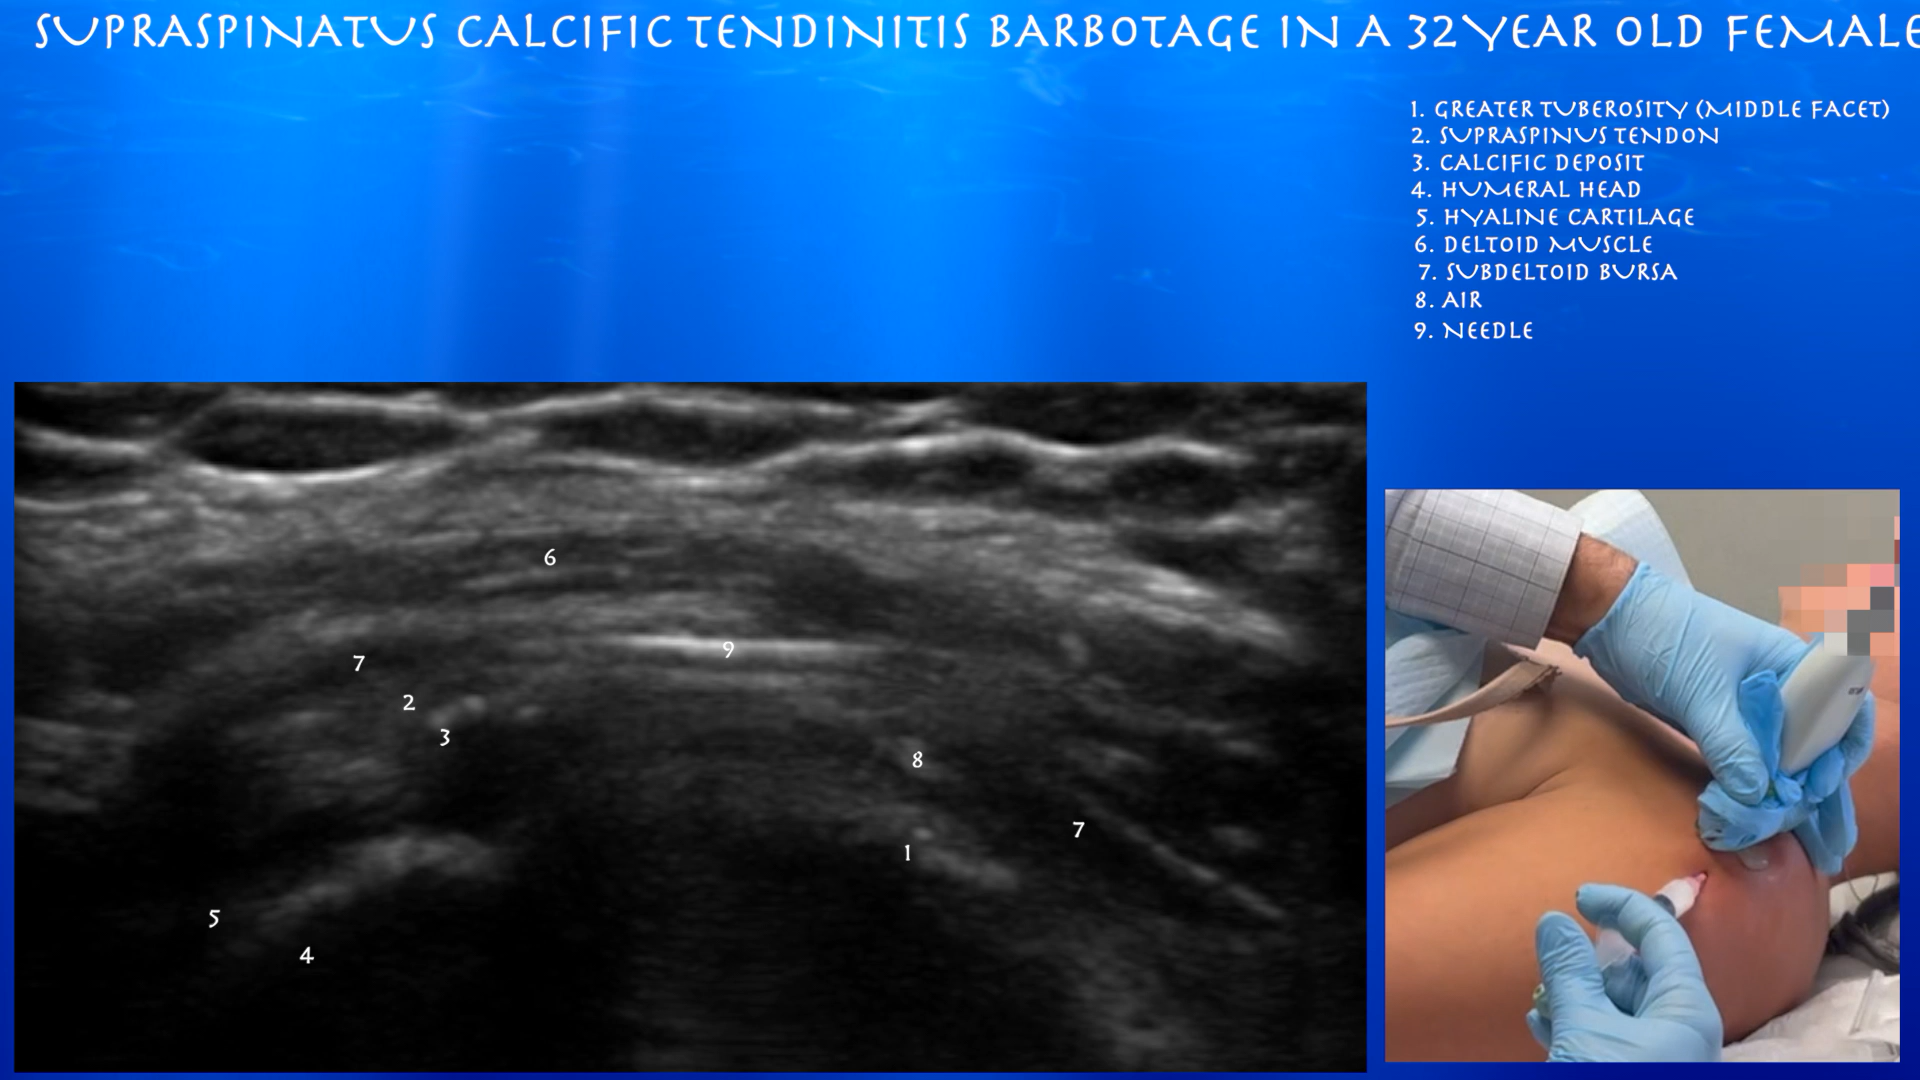 SUPRASPINATUS CALCIFIC TENDINITIS BARBOTAGE IN A 32 YEAR OLD FEMALE
1. GREATER TUBEROSITY (MIDDLE FACET)
2. SUPRASPINUS TENDON
3. CALCIFIC DEPOSIT
4. HUMERAL HEAD
5. HYALINE CARTILAGE
6. DELTOID MUSCLE
7. SUBDELTOID BURSA
8. AIR
9. NEEDLE
6
9
7
2
3
8
7
1
5
4